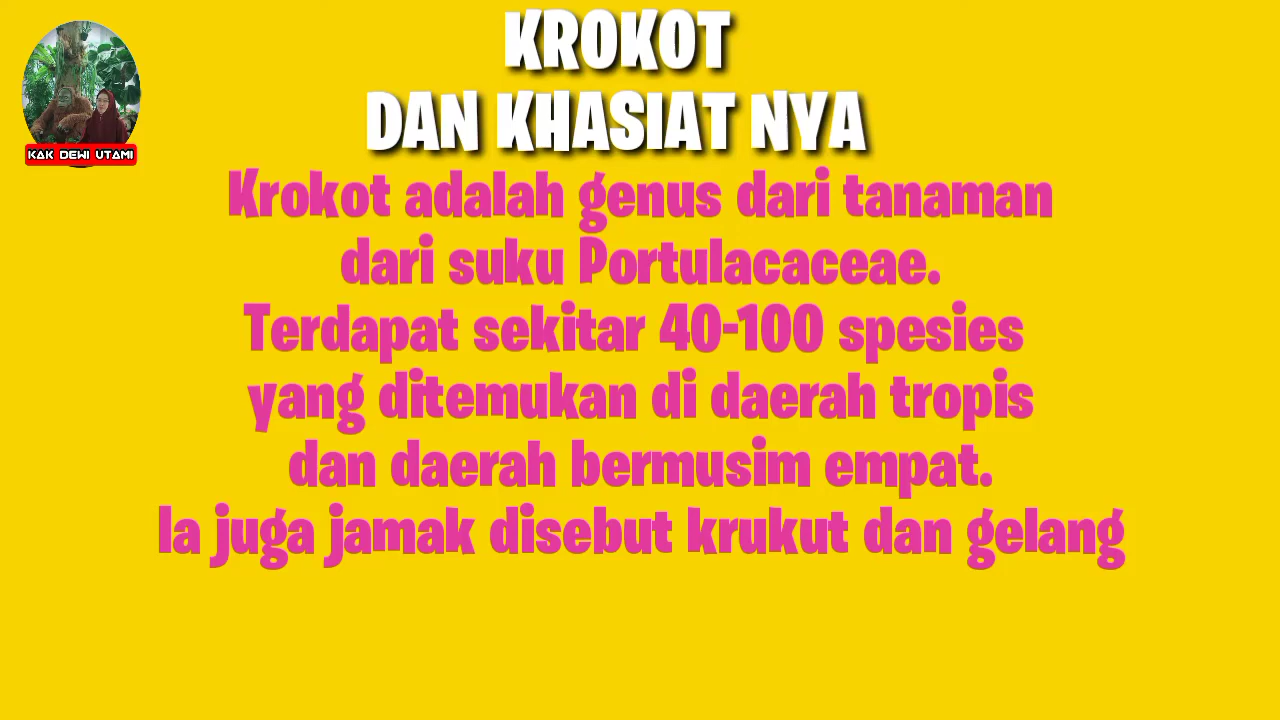 KROKOT
DAN KHASIAT NYA
KAK DEWI UTAMI
Krokot adalah genus dari tanaman
dari suku Portulacaceae.
Terdapat sekitar 40-100 spesies
yang ditemukan di daerah tropis
dan daerah bermusim empat.
Ia juga jamak disebut krukut dan gelang